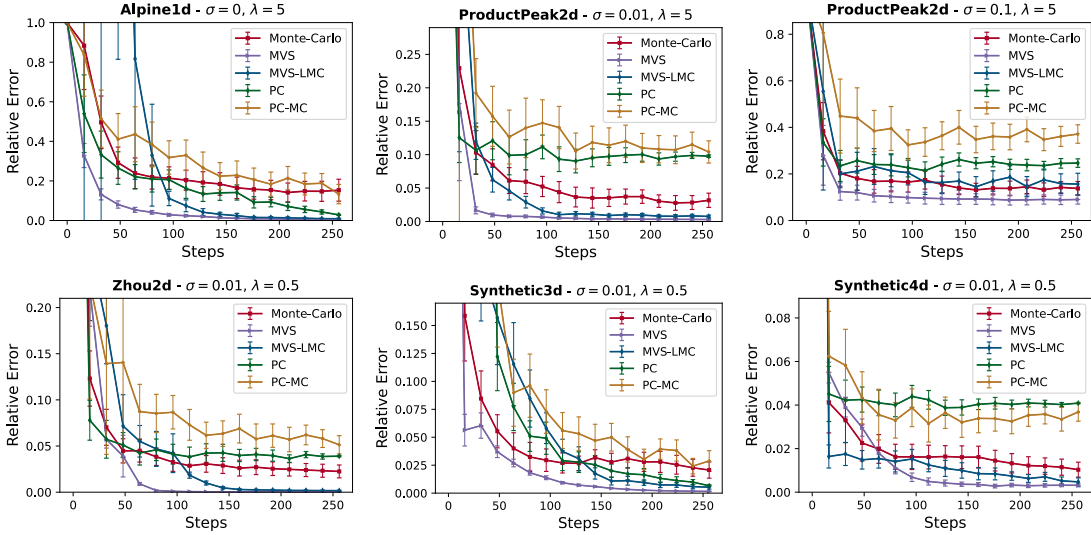 Alpine1d - σ = 0, λ = 5
Relative Error
1.0
0.8
0.6
0.4
0.2
0.0
0 50 100 150 200 250
Steps
Monte-Carlo
MVS
MVS-LMC
PC
PC-MC
ProductPeak2d - σ = 0.01, λ = 5
Relative Error
0.25
0.20
0.15
0.10
0.05
0.00
0 50 100 150 200 250
Steps
Monte-Carlo
MVS
MVS-LMC
PC
PC-MC
ProductPeak2d - σ = 0.1, λ = 5
Relative Error
0.8
0.6
0.4
0.2
0.0
0 50 100 150 200 250
Steps
Monte-Carlo
MVS
MVS-LMC
PC
PC-MC
Zhou2d - σ = 0.01, λ = 0.5
Relative Error
0.20
0.15
0.10
0.05
0.00
0 50 100 150 200 250
Steps
Monte-Carlo
MVS
MVS-LMC
PC
PC-MC
Synthetic3d - σ = 0.01, λ = 0.5
Relative Error
0.150
0.125
0.100
0.075
0.050
0.025
0.000
0 50 100 150 200 250
Steps
Monte-Carlo
MVS
MVS-LMC
PC
PC-MC
Synthetic4d - σ = 0.01, λ = 0.5
Relative Error
0.08
0.06
0.04
0.02
0.00
0 50 100 150 200 250
Steps
Monte-Carlo
MVS
MVS-LMC
PC
PC-MC